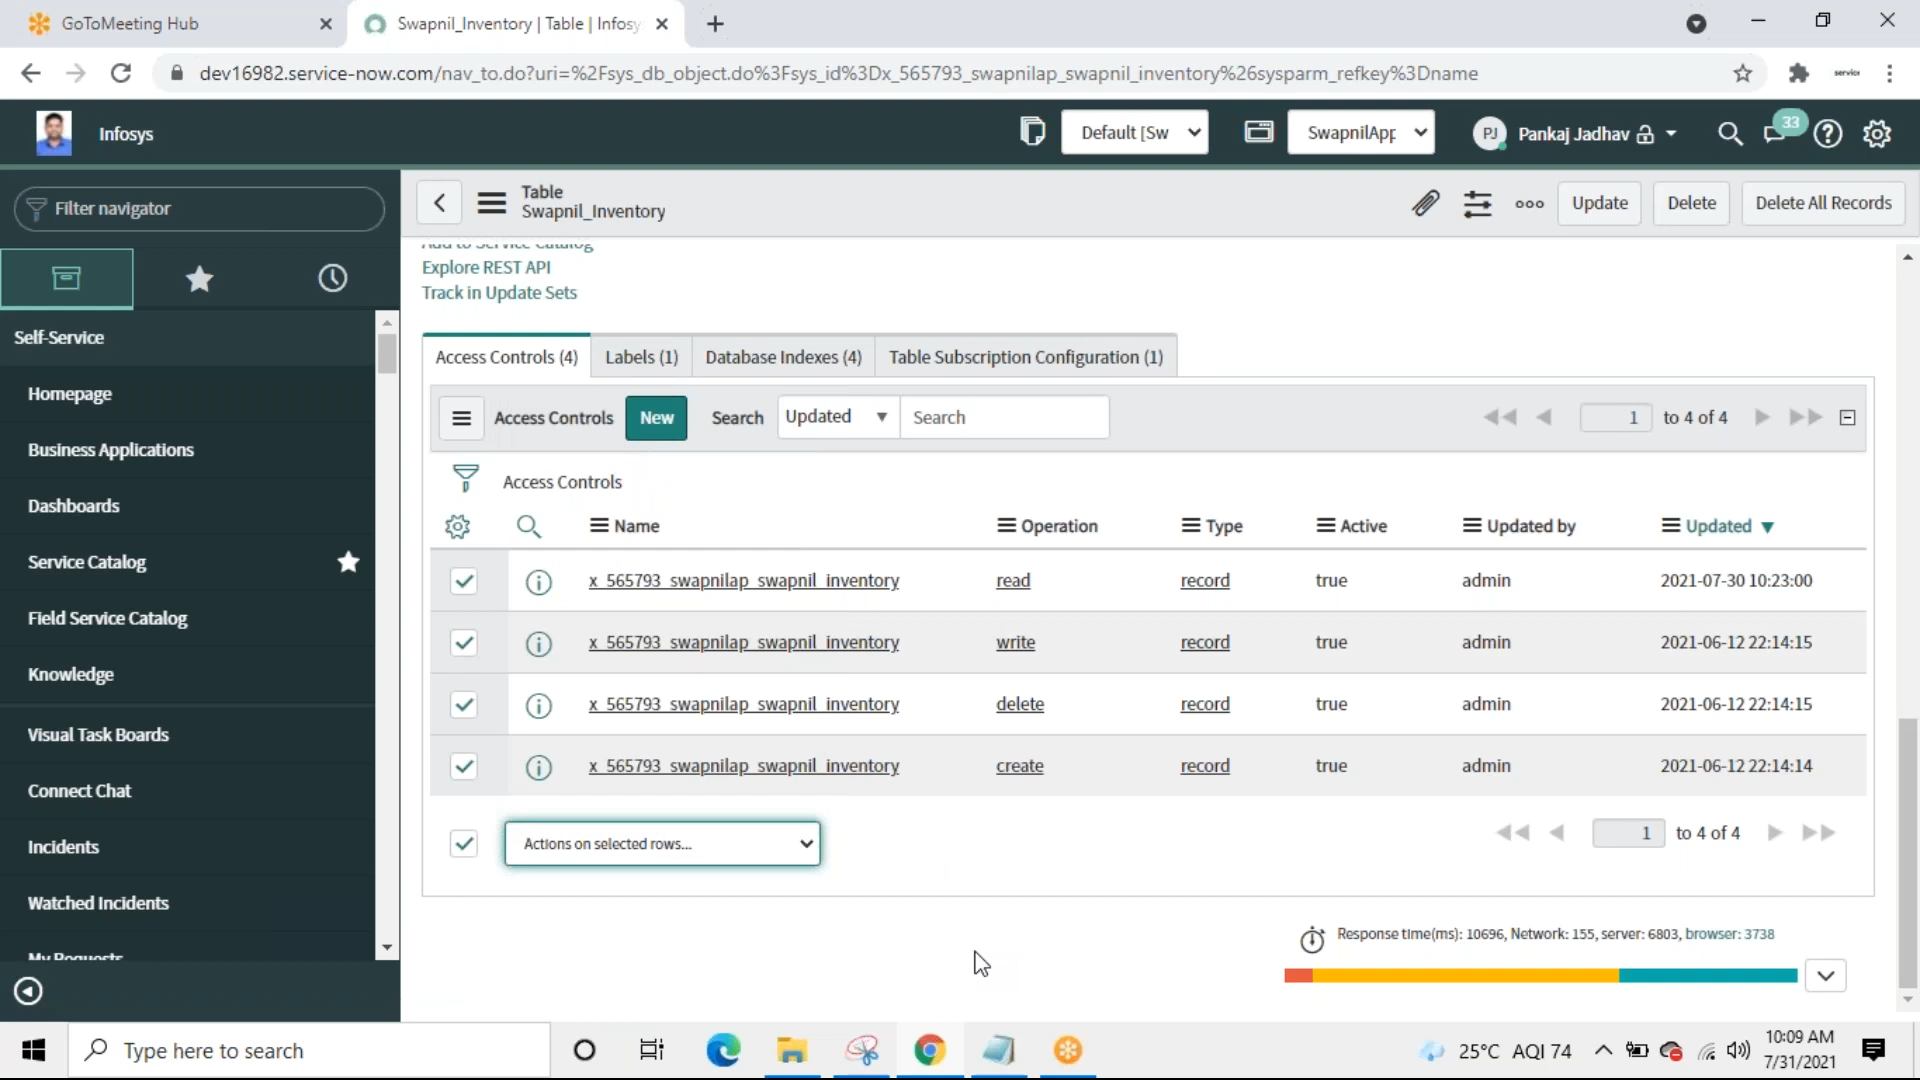 GoToMeeting Hub
Swapnil_Inventory | Table | Infosy
dev16982.service-now.com/nav_to.do?uri=%2Fsys_db_object.do%3Fsys_id%3Dx_565793_swapnilap_swapnil_inventory%26sysparm_refkey%3Dname
Infosys
Default [Sw
SwapnilApp
PJ
Pankaj Jadhav
33
Filter navigator
Table
Swapnil_Inventory
Update
Delete
Delete All Records
Add to Service Catalog
Explore REST API
Track in Update Sets
Self-Service
Homepage
Business Applications
Dashboards
Service Catalog
Field Service Catalog
Knowledge
Visual Task Boards
Connect Chat
Incidents
Watched Incidents
My Requests
Access Controls (4)
Labels (1)
Database Indexes (4)
Table Subscription Configuration (1)
Access Controls
New
Search
Updated
Search
1 to 4 of 4
Access Controls
Name Operation Type Active Updated by Updated
x_565793_swapnilap_swapnil_inventory read record true admin 2021-07-30 10:23:00
x_565793_swapnilap_swapnil_inventory write record true admin 2021-06-12 22:14:15
x_565793_swapnilap_swapnil_inventory delete record true admin 2021-06-12 22:14:15
x_565793_swapnilap_swapnil_inventory create record true admin 2021-06-12 22:14:14
Actions on selected rows...
1 to 4 of 4
Response time(ms): 10696, Network: 155, server: 6803, browser: 3738
Type here to search
25°C AQI 74
10:09 AM
7/31/2021